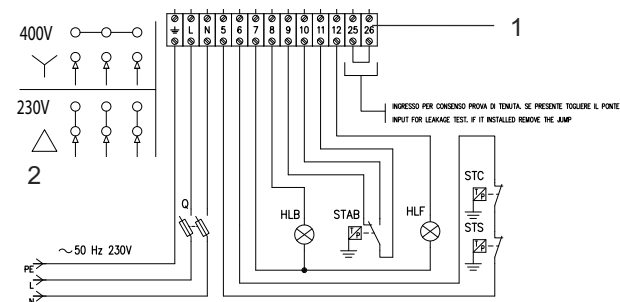 1
400V
⏚ L N 5 6 7 8 9 10 11 12 25 26
230V
INGRESSO PER CONSENSO PROVA DI TENUTA. SE PRESENTE TOGLIERE IL PONTE
INPUT FOR LEAKAGE TEST. IF IT INSTALLED REMOVE THE JUMP
2
STC
T/P
Q
HLB
STAB
HLF
T/P
STS
T/P
~50 Hz 230V
PE
L
N